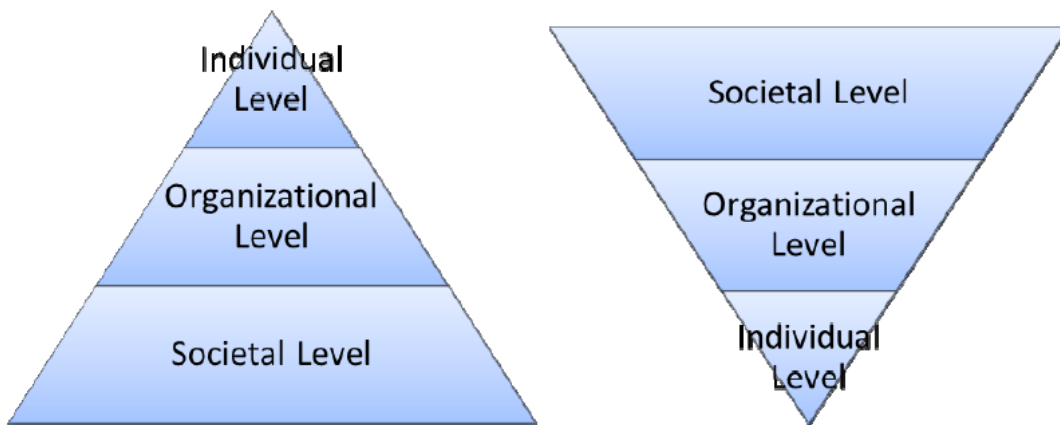 Individual
Level
Organizational
Level
Societal Level
Societal Level
Organizational
Level
Individual
Level